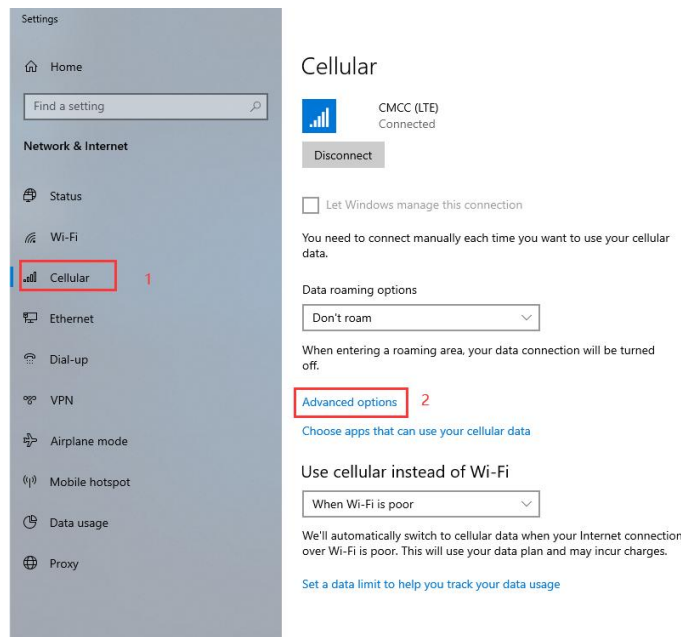 Settings
Home
Find a setting
Network & Internet
Status
Wi-Fi
Cellular
1
Ethernet
Dial-up
VPN
Airplane mode
Mobile hotspot
Data usage
Proxy
Cellular
CMCC (LTE)
Connected
Disconnect
Let Windows manage this connection
You need to connect manually each time you want to use your cellular
data.
Data roaming options
Don't roam
When entering a roaming area, your data connection will be turned
off.
Advanced options
2
Choose apps that can use your cellular data
Use cellular instead of Wi-Fi
When Wi-Fi is poor
We'll automatically switch to cellular data when your Internet connection
over Wi-Fi is poor. This will use your data plan and may incur charges.
Set a data limit to help you track your data usage